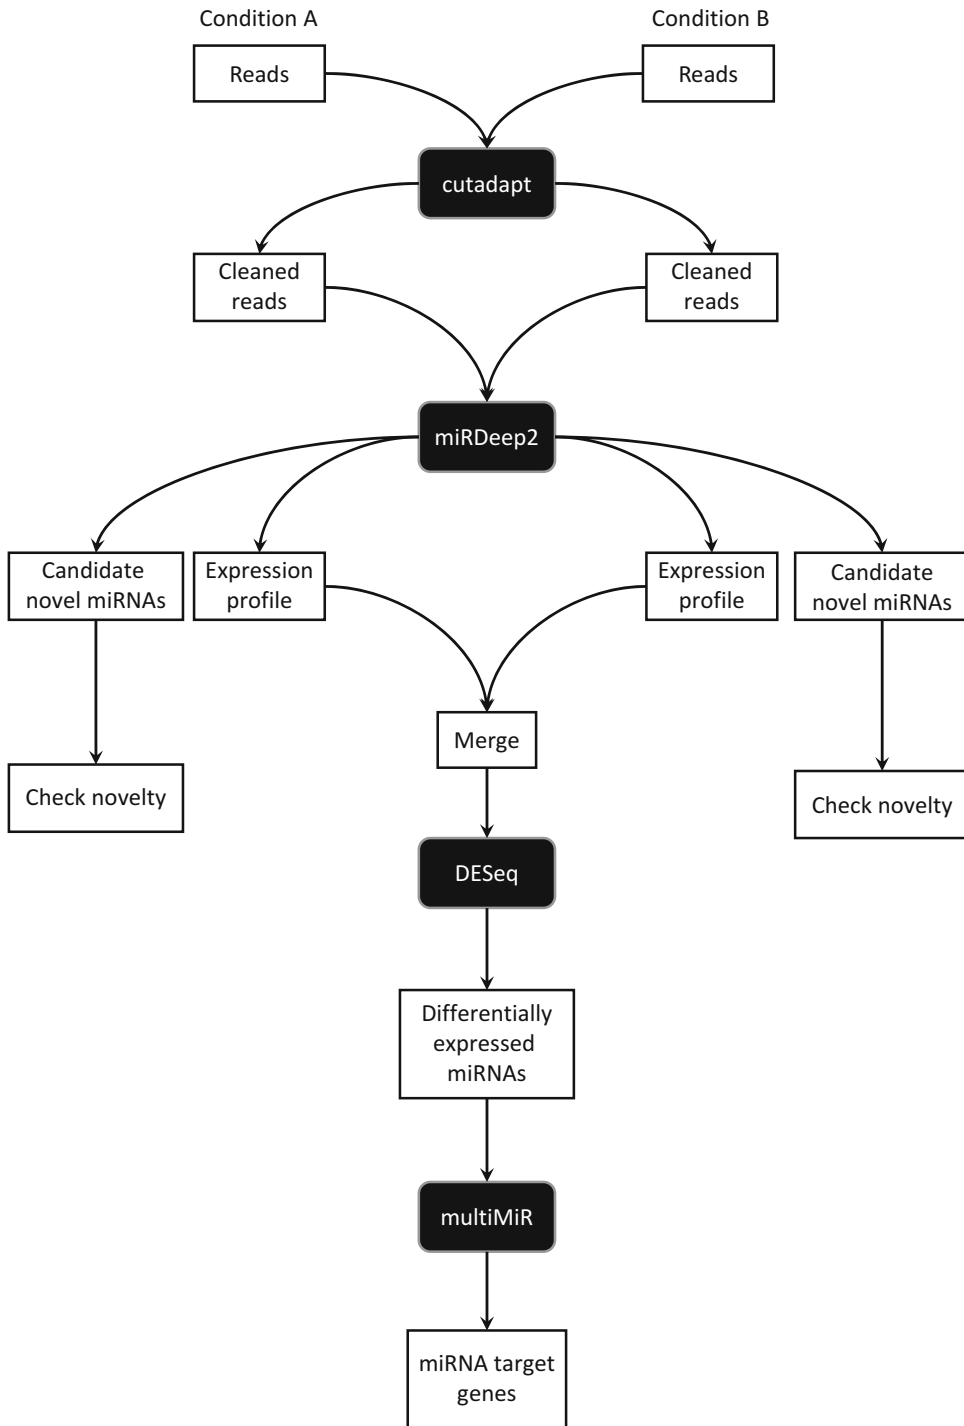 Condition A
Condition B
Reads
Reads
cutadapt
Cleaned
reads
Cleaned
reads
miRDeep2
Candidate
novel miRNAs
Expression
profile
Expression
profile
Candidate
novel miRNAs
Merge
Check novelty
Check novelty
DESeq
Differentially
expressed
miRNAs
multiMiR
miRNA target
genes